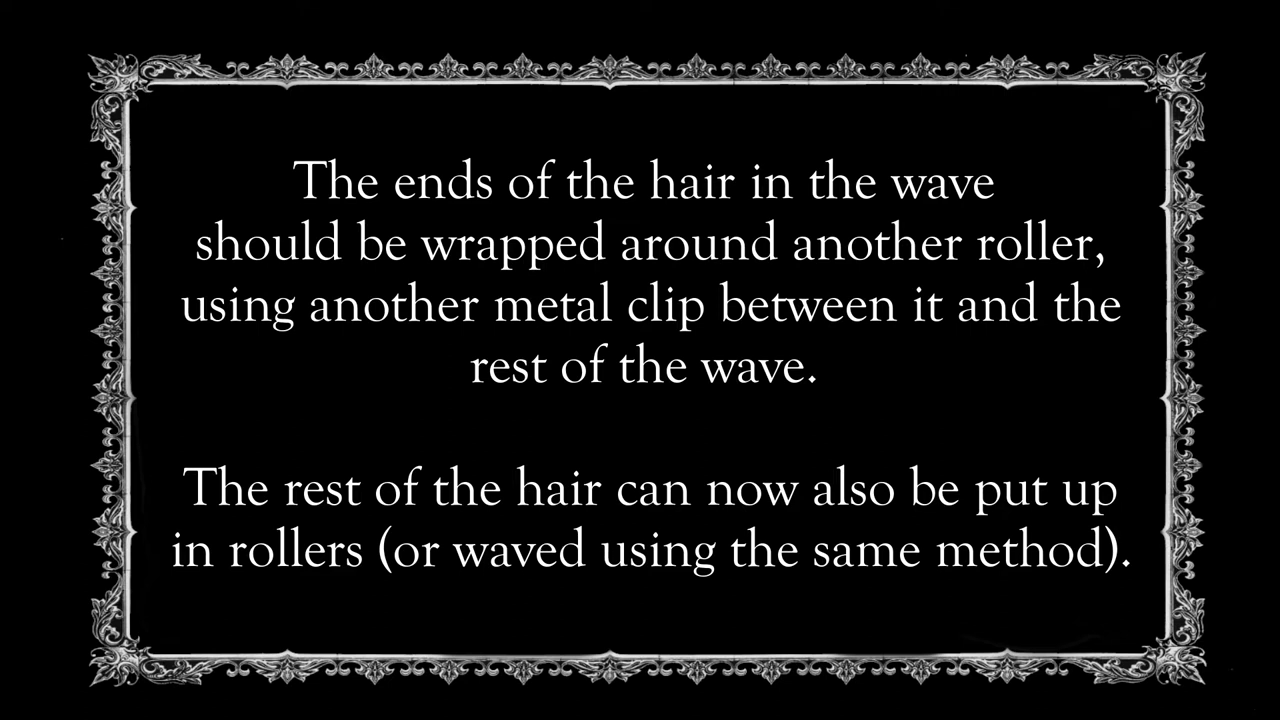 The ends of the hair in the wave
should be wrapped around another roller,
using another metal clip between it and the
rest of the wave.
The rest of the hair can now also be put up
in rollers (or waved using the same method).